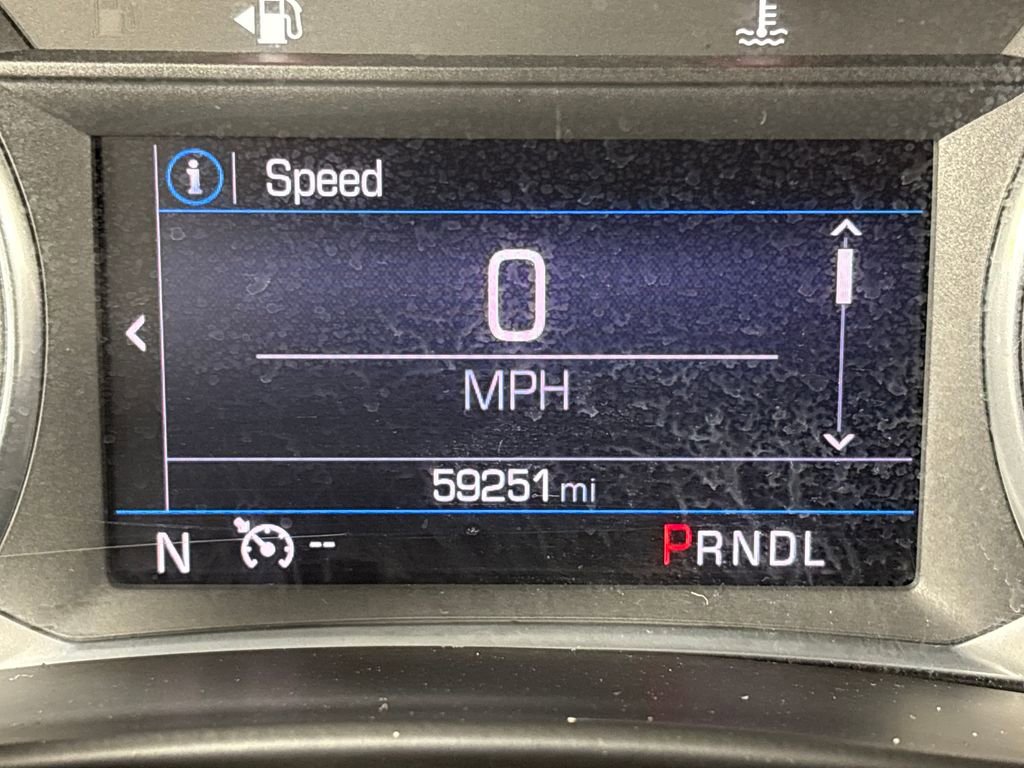 Speed
0
MPH
59251 mi
N -- PRNDL